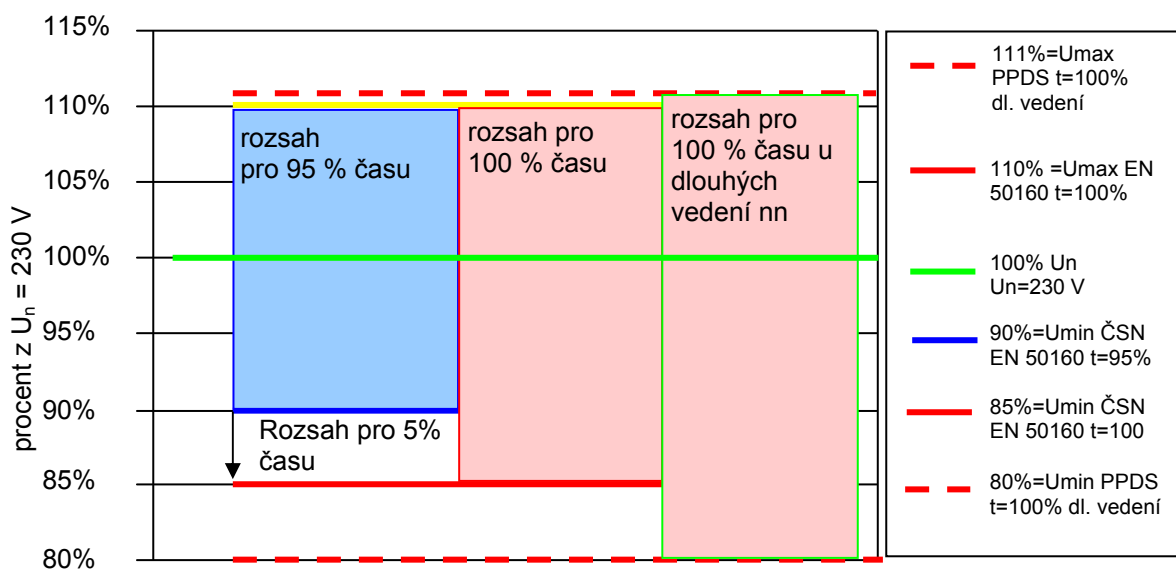 115%
110%
105%
100%
95%
90%
85%
80%
procent z Un = 230 V
rozsah
pro 95 % času
rozsah pro
100 % času
rozsah pro
100 % času u
dlouhých
vedení nn
Rozsah pro 5%
času
111%=Umax
PPDS t=100%
dl. vedení
110% =Umax EN
50160 t=100%
100% Un
Un=230 V
90%=Umin ČSN
EN 50160 t=95%
85%=Umin ČSN
EN 50160 t=100
80%=Umin PPDS
t=100% dl. vedení